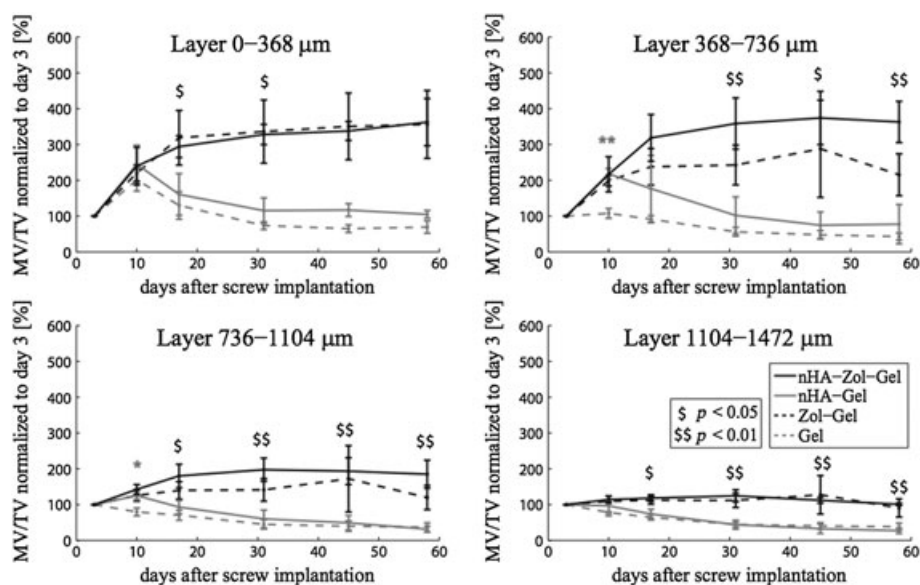 Layer 0–368 µm
MV/TV normalized to day 3 [%]
600
500
400
300
200
100
0
$
$
0 10 20 30 40 50 60
days after screw implantation
Layer 368–736 µm
MV/TV normalized to day 3 [%]
600
500
400
300
200
100
0
**
$$
$
$$
0 10 20 30 40 50 60
days after screw implantation
Layer 736–1104 µm
MV/TV normalized to day 3 [%]
600
500
400
300
200
100
0
*
$
$$
$$
$$
0 10 20 30 40 50 60
days after screw implantation
Layer 1104–1472 µm
MV/TV normalized to day 3 [%]
600
500
400
300
200
100
0
nHA–Zol–Gel
nHA–Gel
Zol–Gel
Gel
$ p < 0.05
$$ p < 0.01
$
$$
$$
$$
0 10 20 30 40 50 60
days after screw implantation